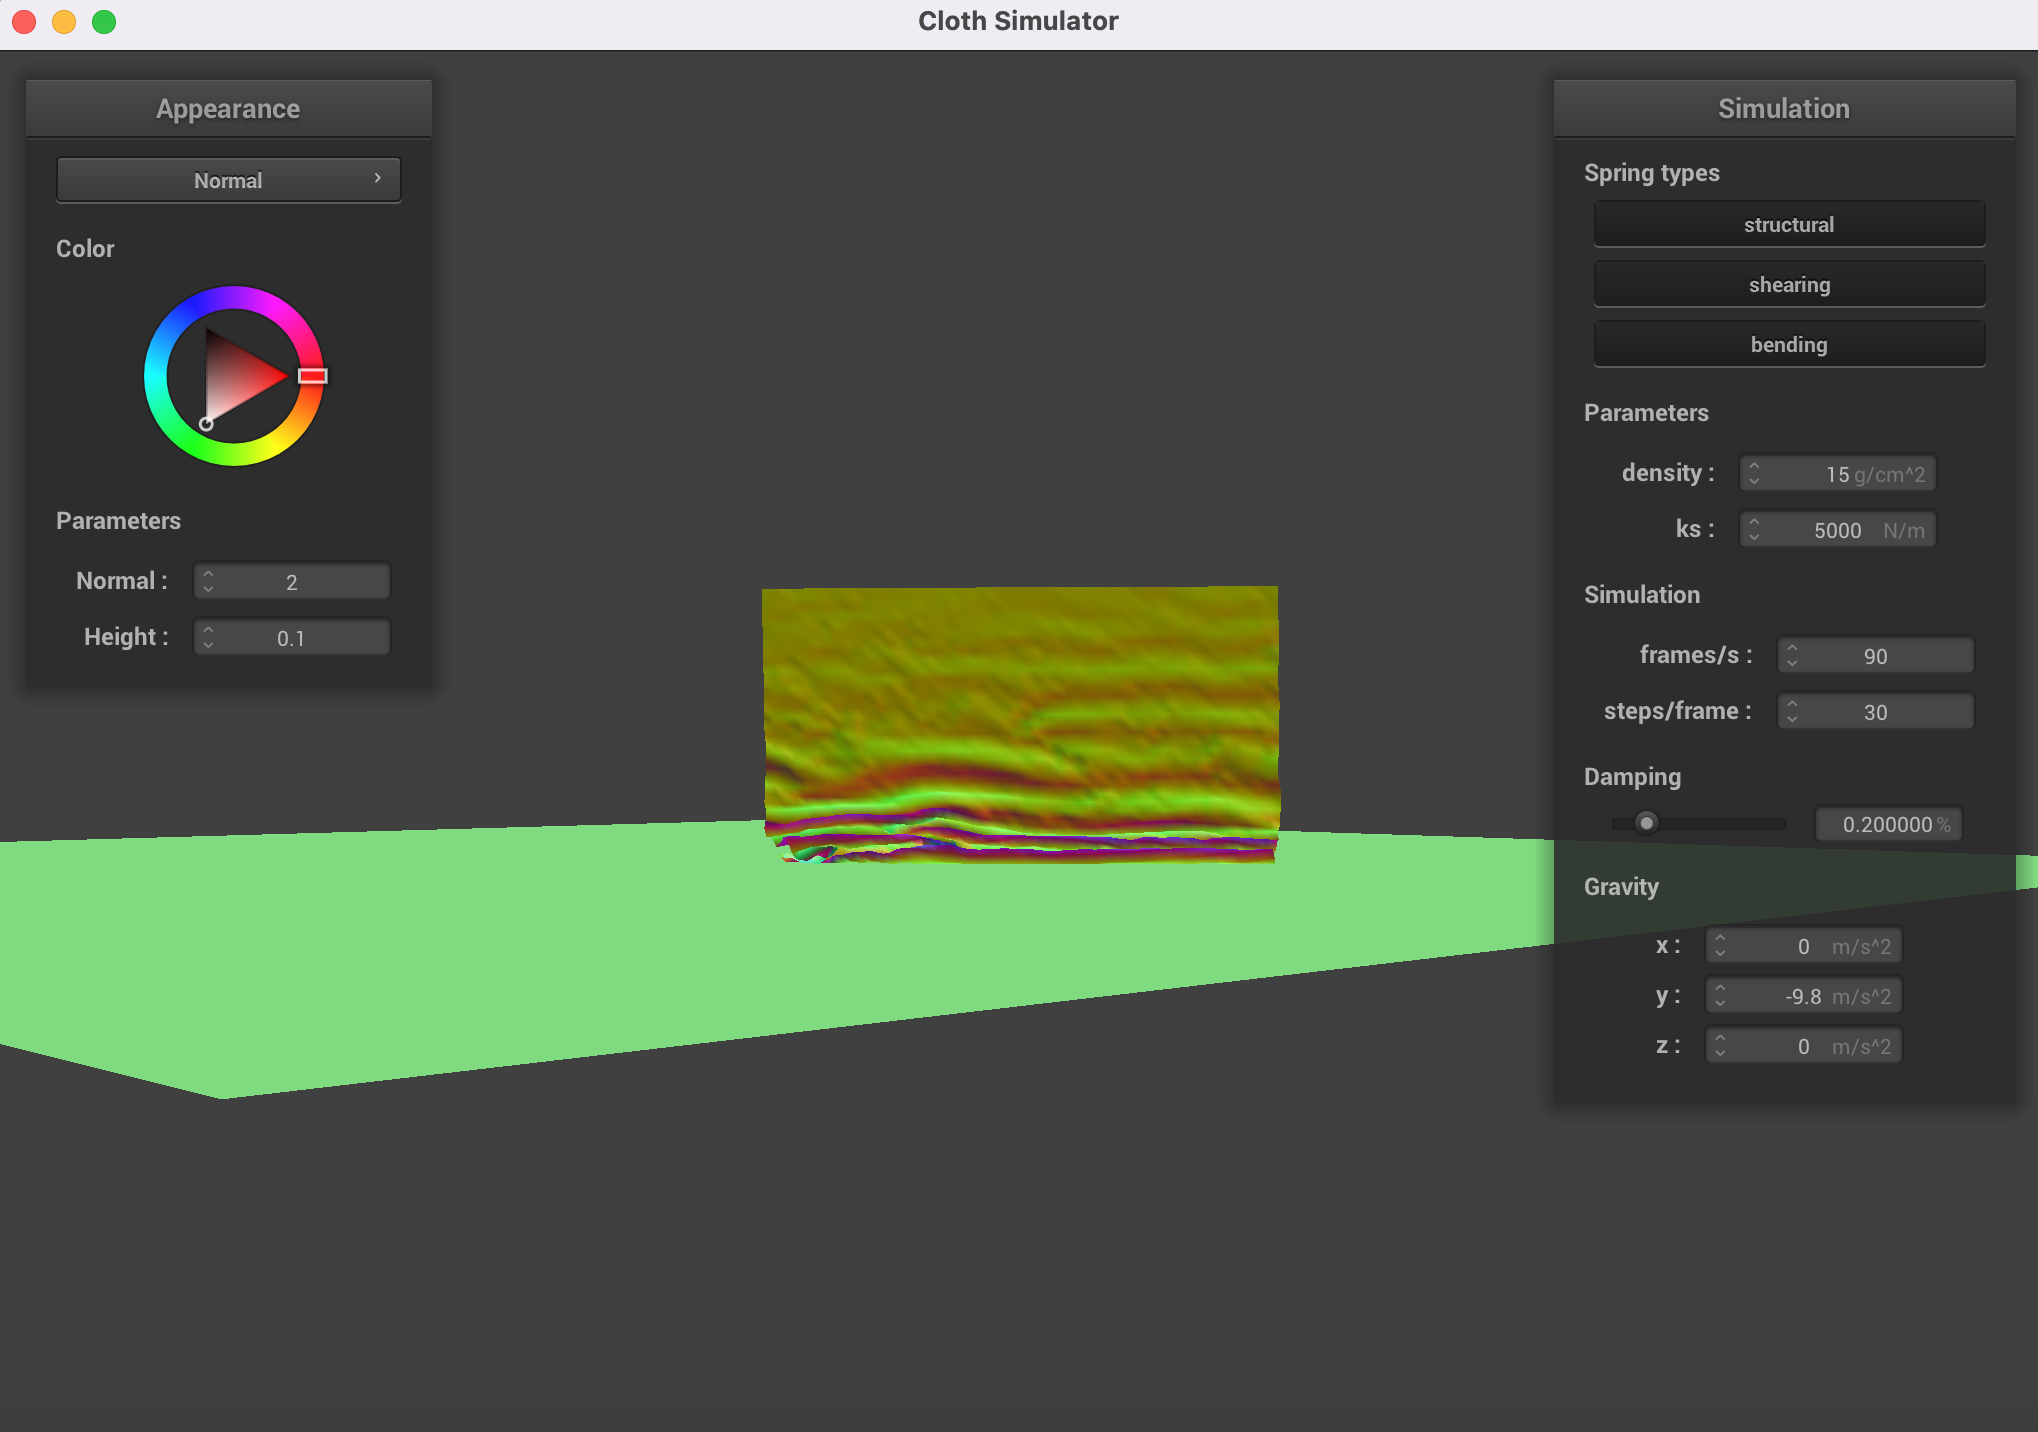 Cloth Simulator
Appearance
Normal
Color
Parameters
Normal : 2
Height : 0.1
Simulation
Spring types
structural
shearing
bending
Parameters
density : 15 g/cm^2
ks : 5000 N/m
Simulation
frames/s : 90
steps/frame : 30
Damping
0.200000 %
Gravity
x : 0 m/s^2
y : -9.8 m/s^2
z : 0 m/s^2